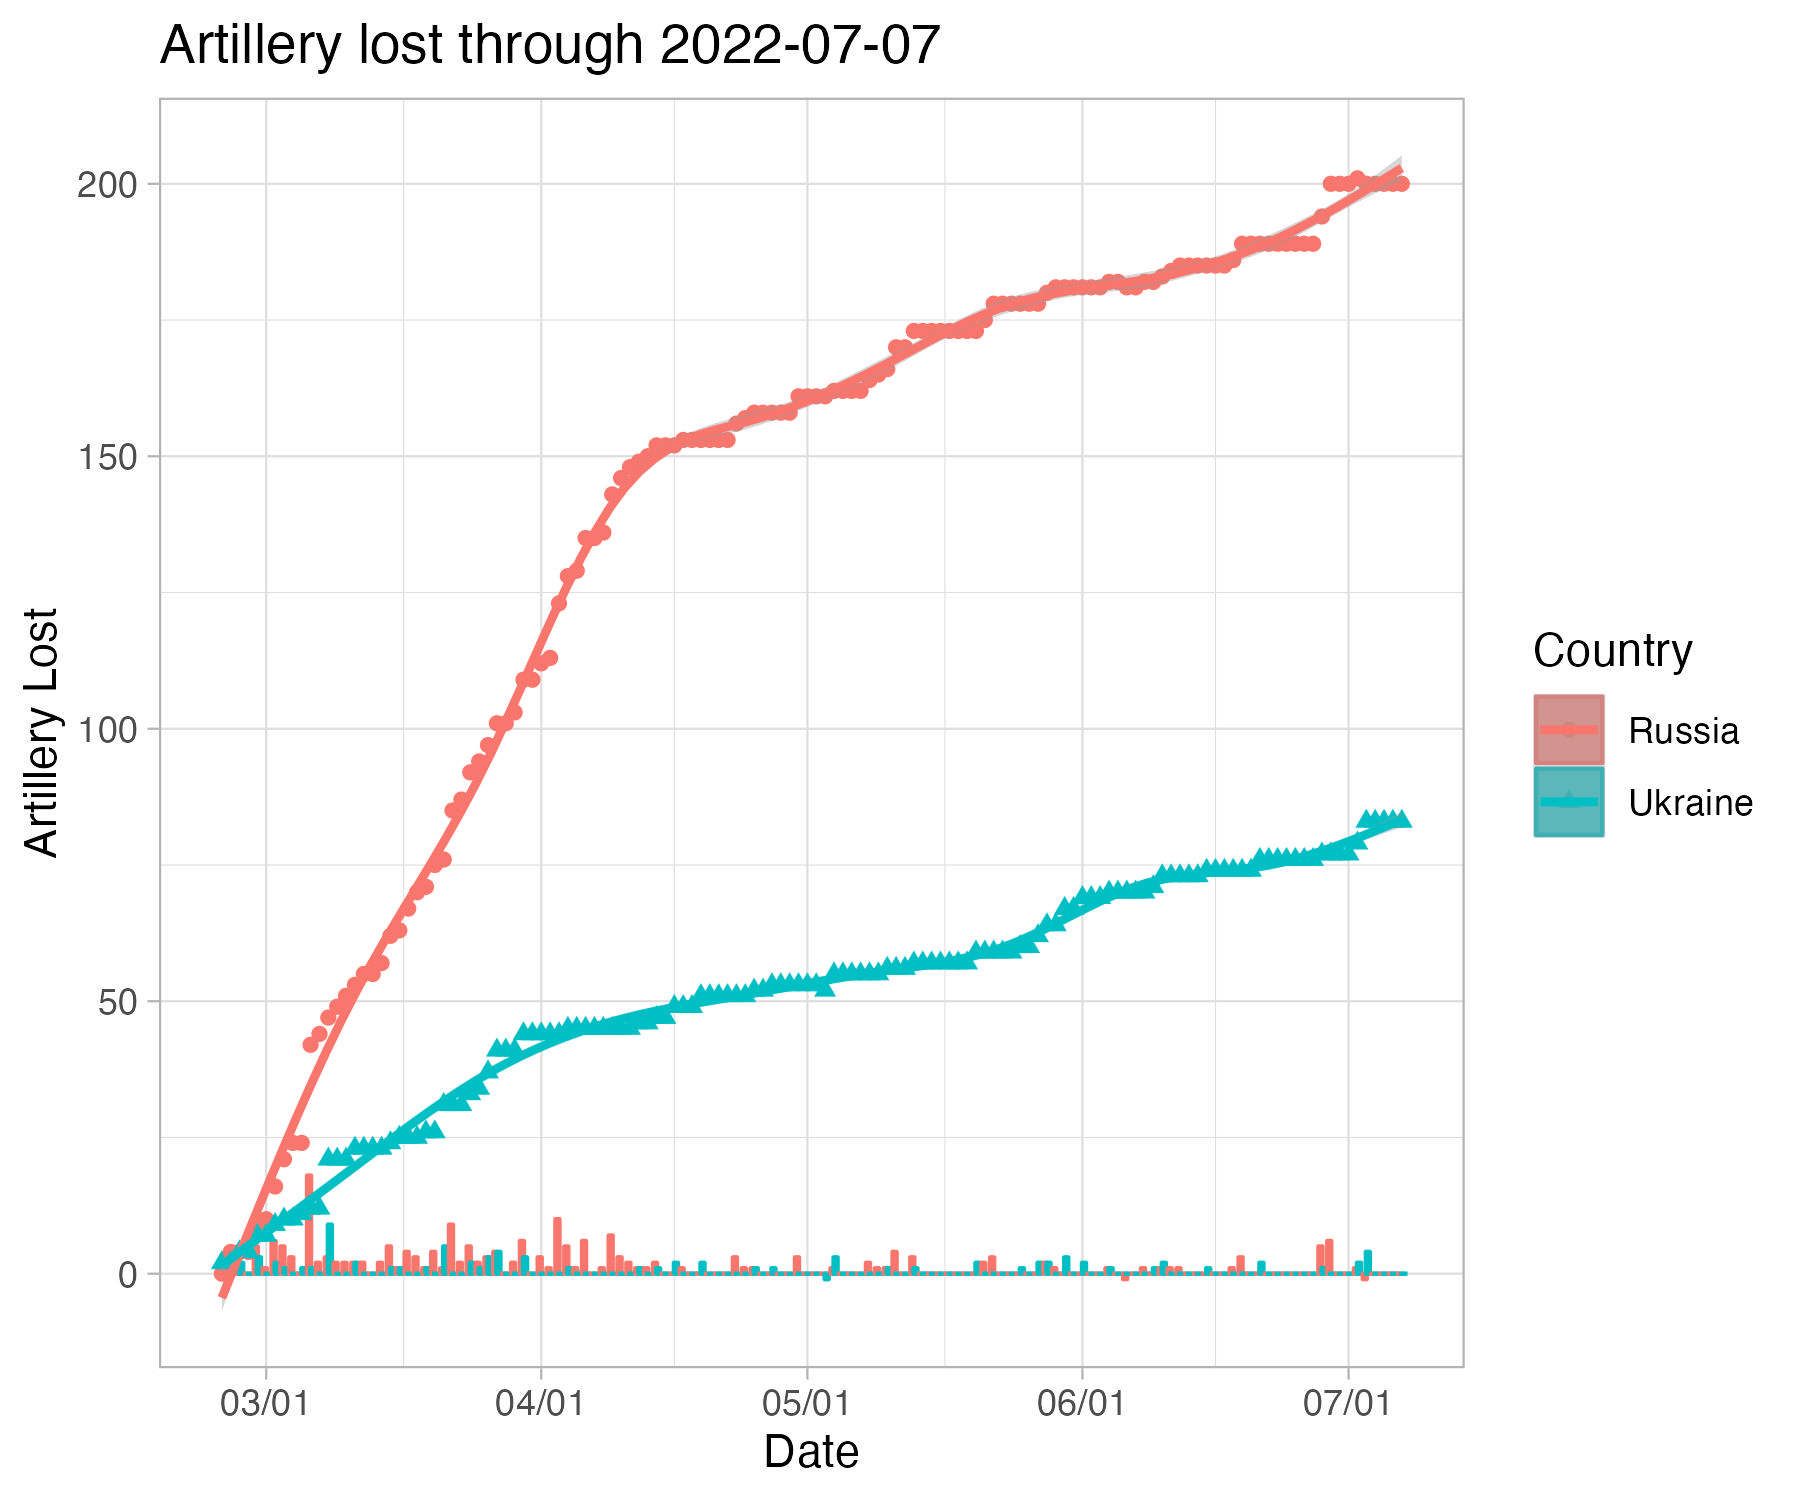 Artillery lost through 2022-07-07
Artillery Lost
200
150
100
50
0
03/01
04/01
05/01
06/01
07/01
Date
Country
Russia
Ukraine